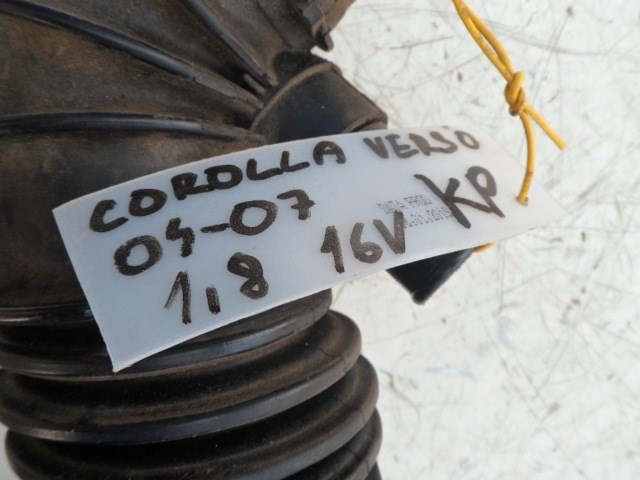 COROLLA VERSO
04-07 KP
1,8 16V